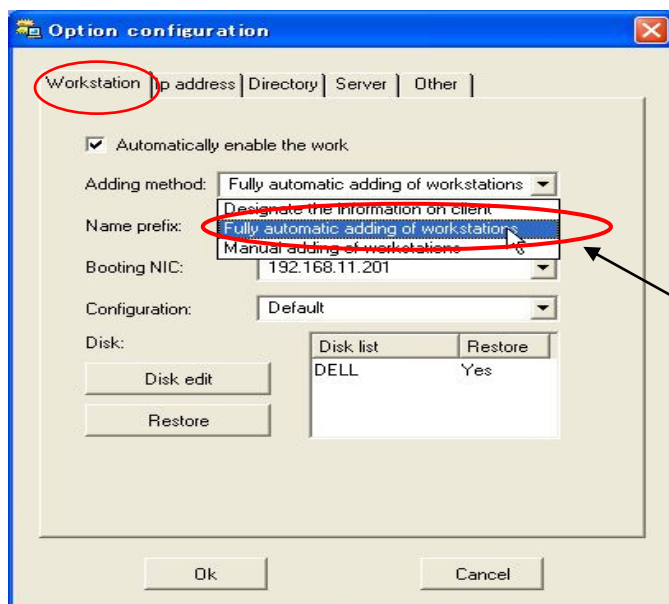 Option configuration
Workstation Ip address Directory Server Other
Automatically enable the work
Adding method: Fully automatic adding of workstations
Designate the information on client
Name prefix: Fully automatic adding of workstations
Manual adding of workstations
Booting NIC: 192.168.11.201
Configuration: Default
Disk: Disk list Restore
DELL Yes
Disk edit
Restore
Ok Cancel